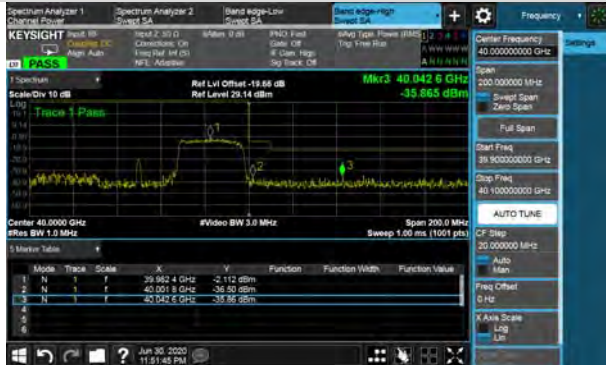 Spectrum Analyzer 1
Channel Power
Spectrum Analyzer 2
Swept SA
Band edge-Low
Swept SA
Band edge-High
Swept SA
Frequency
KEYSIGHT
Input: RF
Coupling: DC
Align: Auto
Input Z: 50 Ω
Corrections: On
Freq Ref: Int (S)
NFE: Adaptive
#Atten: 0 dB
PNO: Fast
Gate: Off
IF Gain: High
Sig Track: Off
#Avg Type: Power (RMS)
Trig: Free Run
PASS
1 Spectrum
Scale/Div 10 dB
Ref Lvl Offset -19.66 dB
Ref Level 29.14 dBm
Mkr3 40.042 6 GHz
-35.865 dBm
Log
Trace 1 Pass
1
2
3
Center 40.0000 GHz
#Res BW 1.0 MHz
#Video BW 3.0 MHz
Span 200.0 MHz
Sweep 1.00 ms (1001 pts)
5 Marker Table
Mode Trace Scale X Y Function Function Width Function Value
1 N 1 f 39.982 4 GHz -2.112 dBm
2 N 1 f 40.001 8 GHz -36.50 dBm
3 N 1 f 40.042 6 GHz -35.86 dBm
4
5
6
Jun 30, 2020
11:51:45 PM
Center Frequency
40.000000000 GHz
Settings
Span
200.000000 MHz
Swept Span
Zero Span
Full Span
Start Freq
39.900000000 GHz
Stop Freq
40.100000000 GHz
AUTO TUNE
CF Step
20.000000 MHz
Auto
Man
Freq Offset
0 Hz
X Axis Scale
Log
Lin